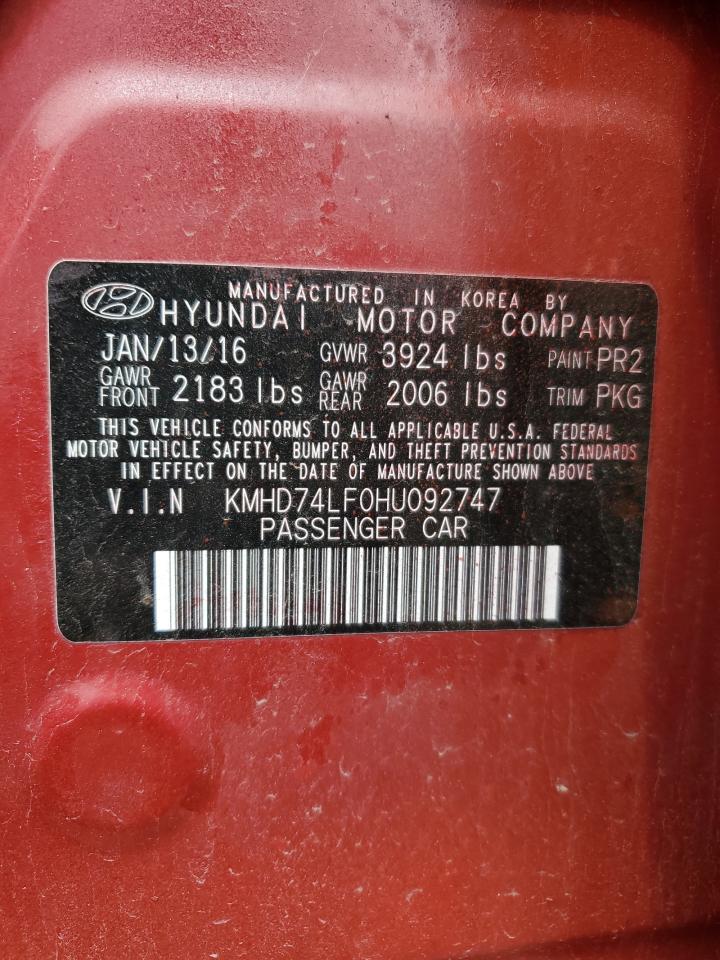 MANUFACTURED IN KOREA BY
HYUNDAI MOTOR COMPANY
JAN/13/16 GVWR 3924 lbs PAINT PR2
GAWR FRONT 2183 lbs GAWR REAR 2006 lbs TRIM PKG
THIS VEHICLE CONFORMS TO ALL APPLICABLE U.S.A. FEDERAL
MOTOR VEHICLE SAFETY, BUMPER, AND THEFT PREVENTION STANDARDS
IN EFFECT ON THE DATE OF MANUFACTURE SHOWN ABOVE
V.I.N KMHD74LF0HU092747
PASSENGER CAR